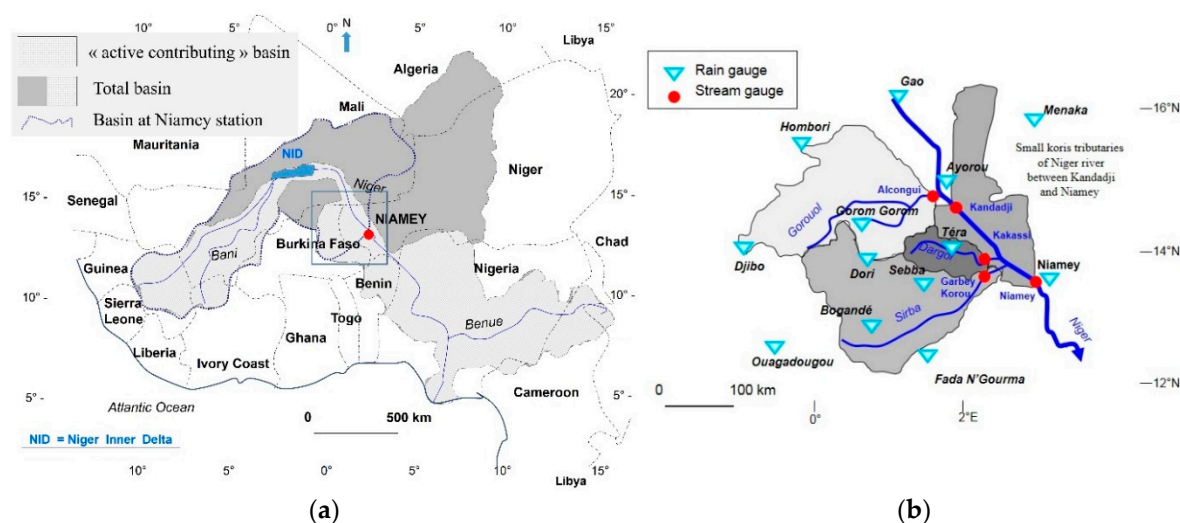 10°
5°
0°
N
5°
10°
15°
« active contributing » basin
Total basin
Basin at Niamey station
Libya
Algeria
20°
Mali
Mauritania
NID
Niger
Niger
15°
15°
Senegal
NIAMEY
Burkina Faso
Chad
Bani
Guinea
Nigeria
Benin
10°
10°
Sierra
Leone
Togo
Benue
Ghana
Liberia
Ivory Coast
Cameroon
5°
5°
Atlantic Ocean
0
500 km
NID = Niger Inner Delta
10°
5°
0°
5°
10°
15°
Libya
(a)
Rain gauge
Stream gauge
Gao
16°N
Menaka
Hombori
Small koris tributaries
of Niger river
between Kandadji
and Niamey
Ayorou
Alcongui
Kandadji
Gorom Gorom
Gorouol
Téra
Kakassi
Dargol
14°N
Djibo
Dori
Sebba
Niamey
Garbey
Korou
Niamey
Bogandé
Sirba
Niger
Ouagadougou
Fada N'Gourma
12°N
0
100 km
0°
2°E
(b)